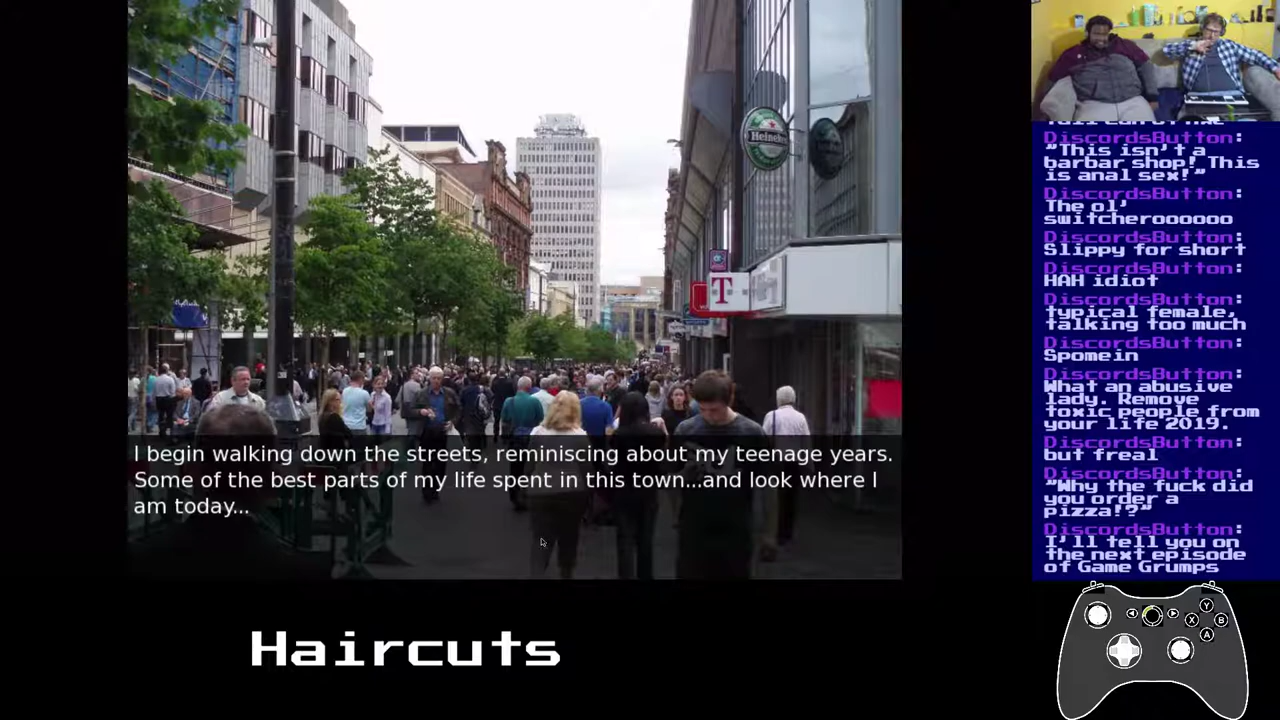 Heineken
T
I begin walking down the streets, reminiscing about my teenage years.
Some of the best parts of my life spent in this town...and look where I
am today...
Haircuts
DiscordsButton:
"This isn't a
barbar shop! This
is anal sex!"
DiscordsButton:
The ol'
switcheroooooo
DiscordsButton:
Slippy for short
DiscordsButton:
HAH idiot
DiscordsButton:
typical female,
talking too much
DiscordsButton:
Spomein
DiscordsButton:
What an abusive
lady. Remove
toxic people from
your life 2019.
DiscordsButton:
but freal
DiscordsButton:
"Why the fuck did
you order a
pizza!?"
DiscordsButton:
I'll tell you on
the next episode
of Game Grumps
Y
X
B
A